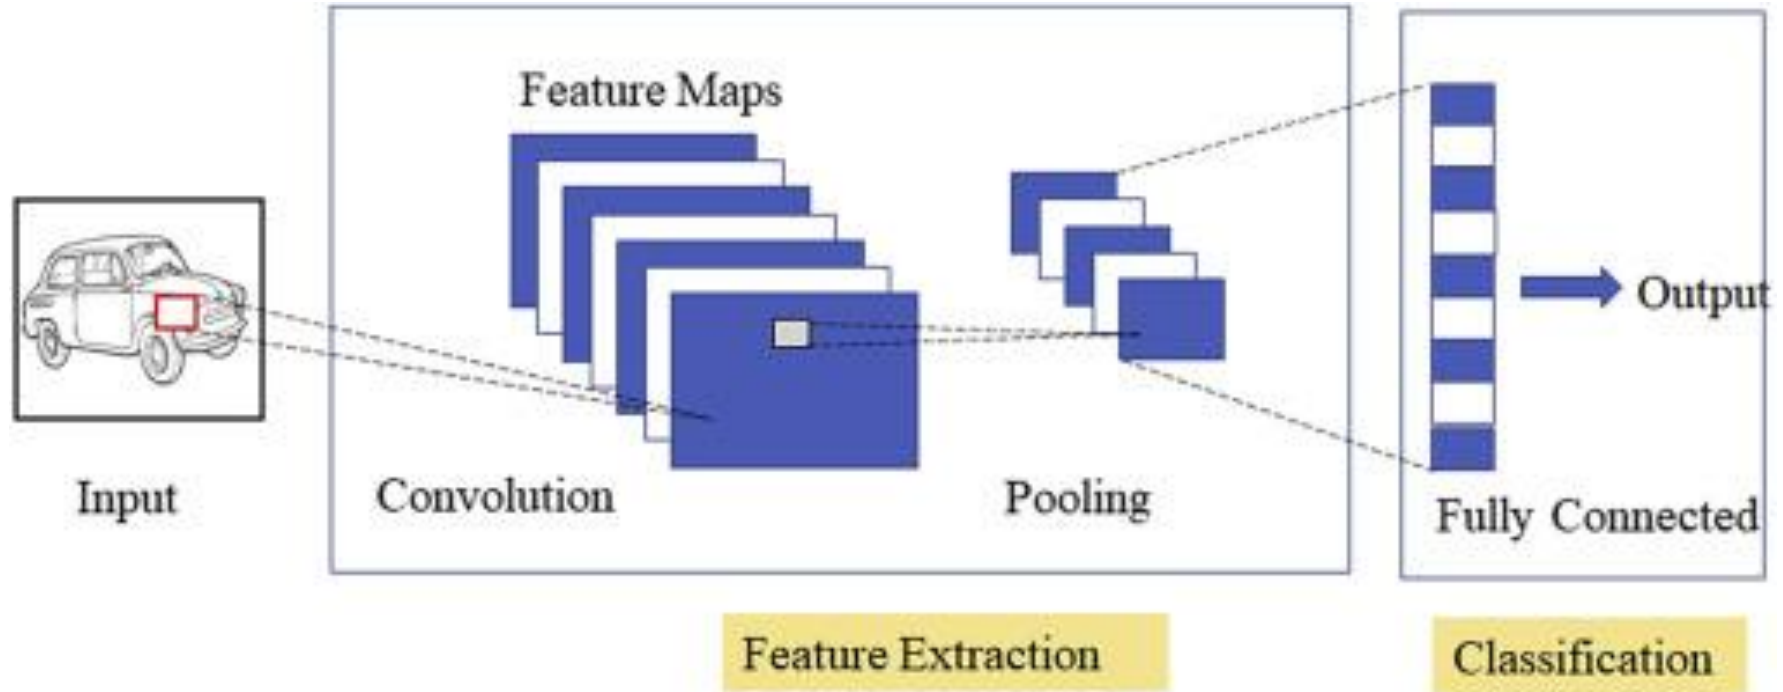 Feature Maps
Input
Convolution
Pooling
Output
Fully Connected
Feature Extraction
Classification